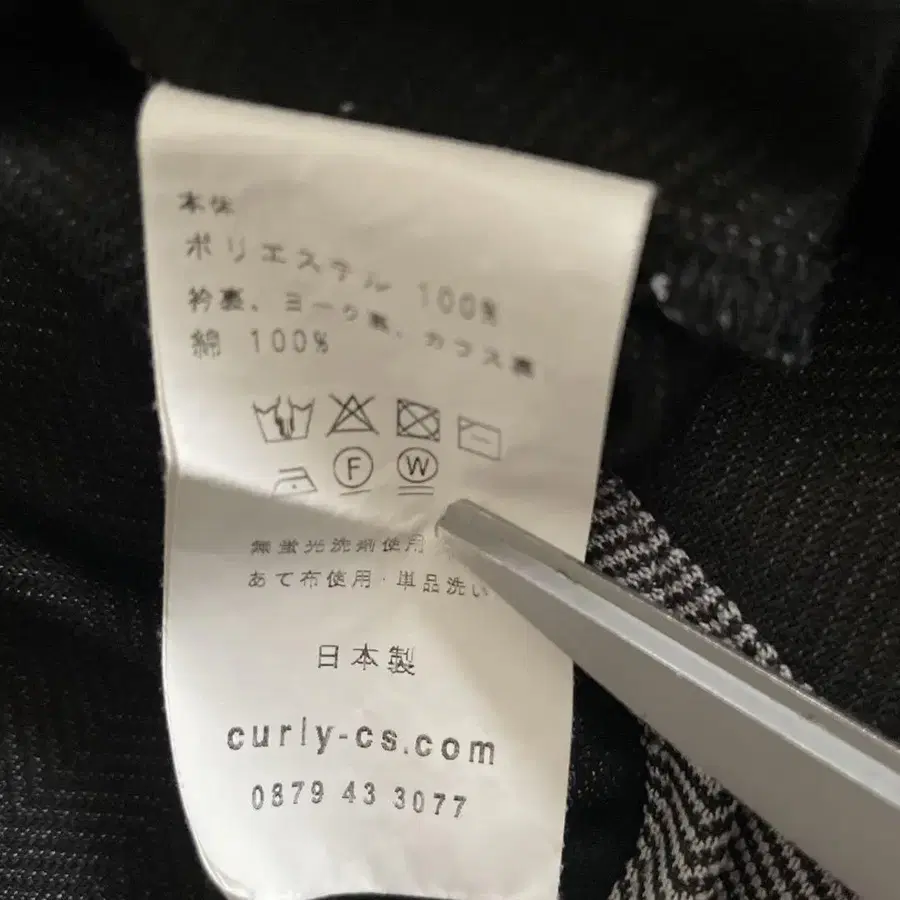 本体
ポリエステル 100%
衿裏、ヨーク裏、カフス裏
綿 100%
F W
無蛍光洗剤使用
あて布使用・単品洗い
日本製
curly-cs.com
0879 43 3077